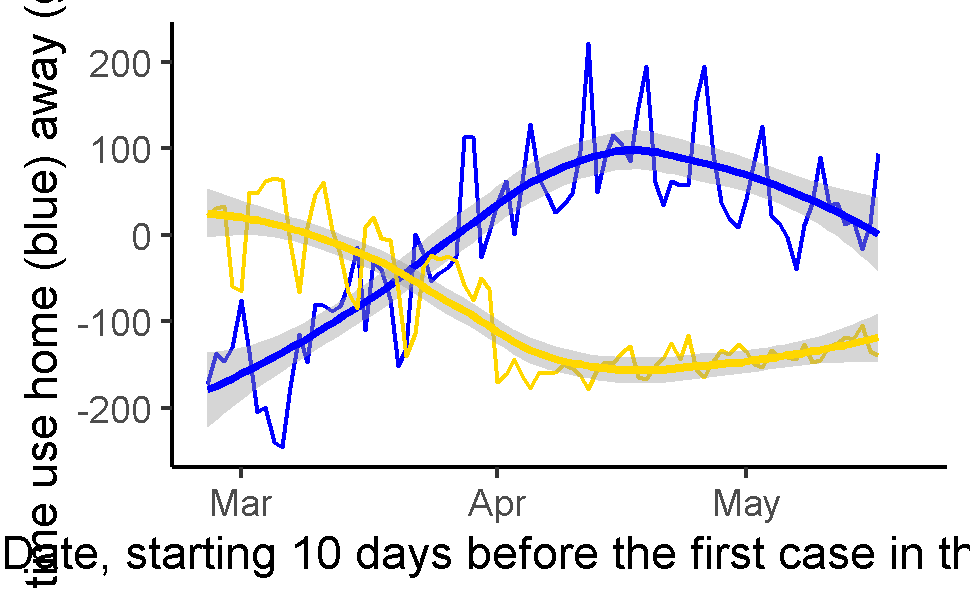 time use home (blue) away (
200
100
0
-100
-200
Mar Apr May
Date, starting 10 days before the first case in th